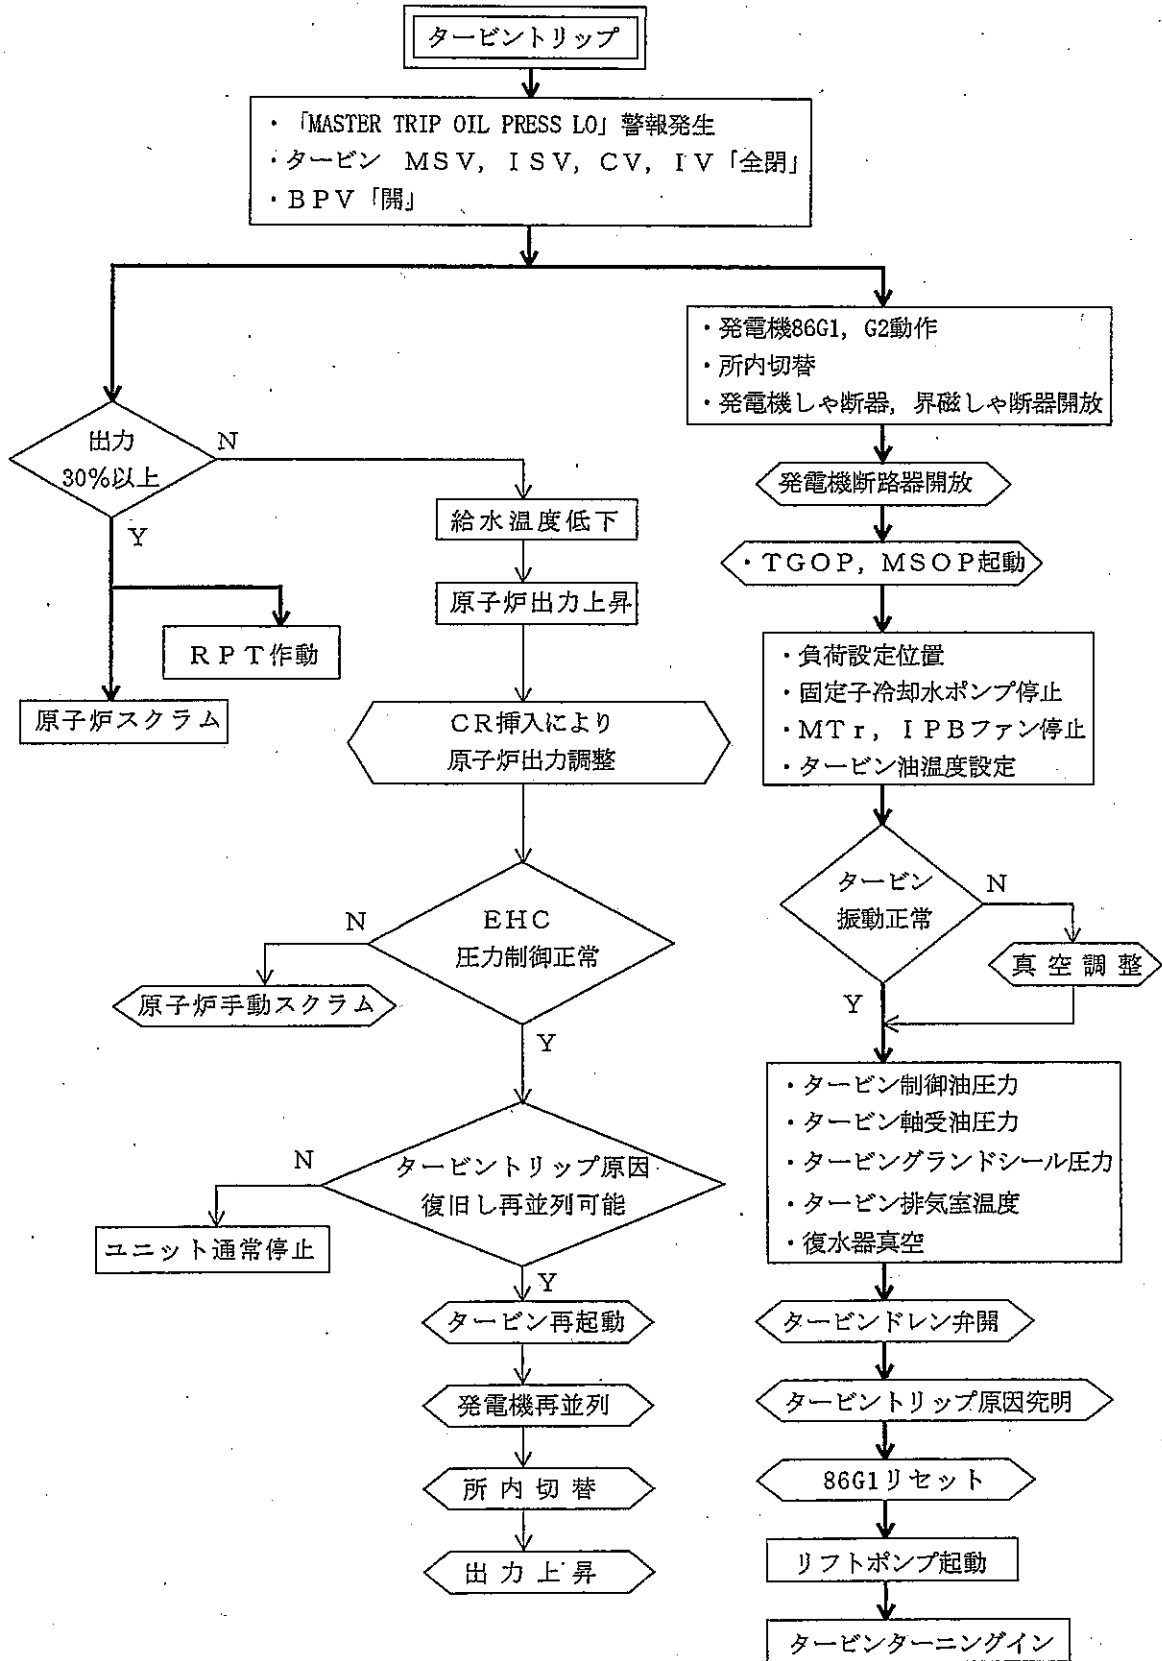 タービントリップ
・「MASTER TRIP OIL PRESS LO」警報発生
・タービン MSV, ISV, CV, IV「全閉」
・BPV「開」
出力
30%以上
N
Y
RPT作動
原子炉スクラム
給水温度低下
原子炉出力上昇
CR挿入により
原子炉出力調整
EHC
圧力制御正常
N
原子炉手動スクラム
Y
タービントリップ原因
復旧し再並列可能
N
ユニット通常停止
Y
タービン再起動
発電機再並列
所内切替
出力上昇
・発電機86G1, G2動作
・所内切替
・発電機しゃ断器, 界磁しゃ断器開放
発電機断路器開放
・TGOP, MSOP起動
・負荷設定位置
・固定子冷却水ポンプ停止
・MTr, IPBファン停止
・タービン油温度設定
タービン
振動正常
N
真空調整
Y
・タービン制御油圧力
・タービン軸受油圧力
・タービングランドシール圧力
・タービン排気室温度
・復水器真空
タービンドレン弁開
タービントリップ原因究明
86G1リセット
リフトポンプ起動
タービンターニングイン